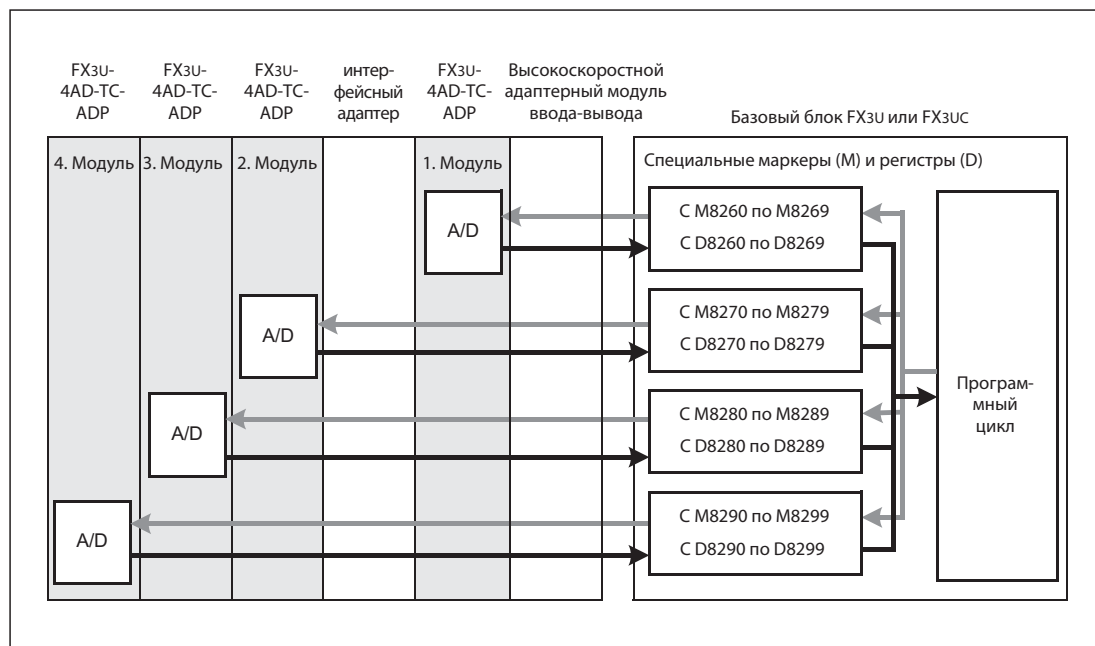 FX3U-
4AD-TC-
ADP
FX3U-
4AD-TC-
ADP
FX3U-
4AD-TC-
ADP
интер-
фейсный
адаптер
FX3U-
4AD-TC-
ADP
Высокоскоростной
адаптерный модуль
ввода-вывода
Базовый блок FX3U или FX3UC
4. Модуль
3. Модуль
2. Модуль
1. Модуль
Специальные маркеры (M) и регистры (D)
A/D
С M8260 по M8269
С D8260 по D8269
A/D
С M8270 по M8279
С D8270 по D8279
A/D
С M8280 по M8289
С D8280 по D8289
A/D
С M8290 по M8299
С D8290 по D8299
Програм-
мный
цикл